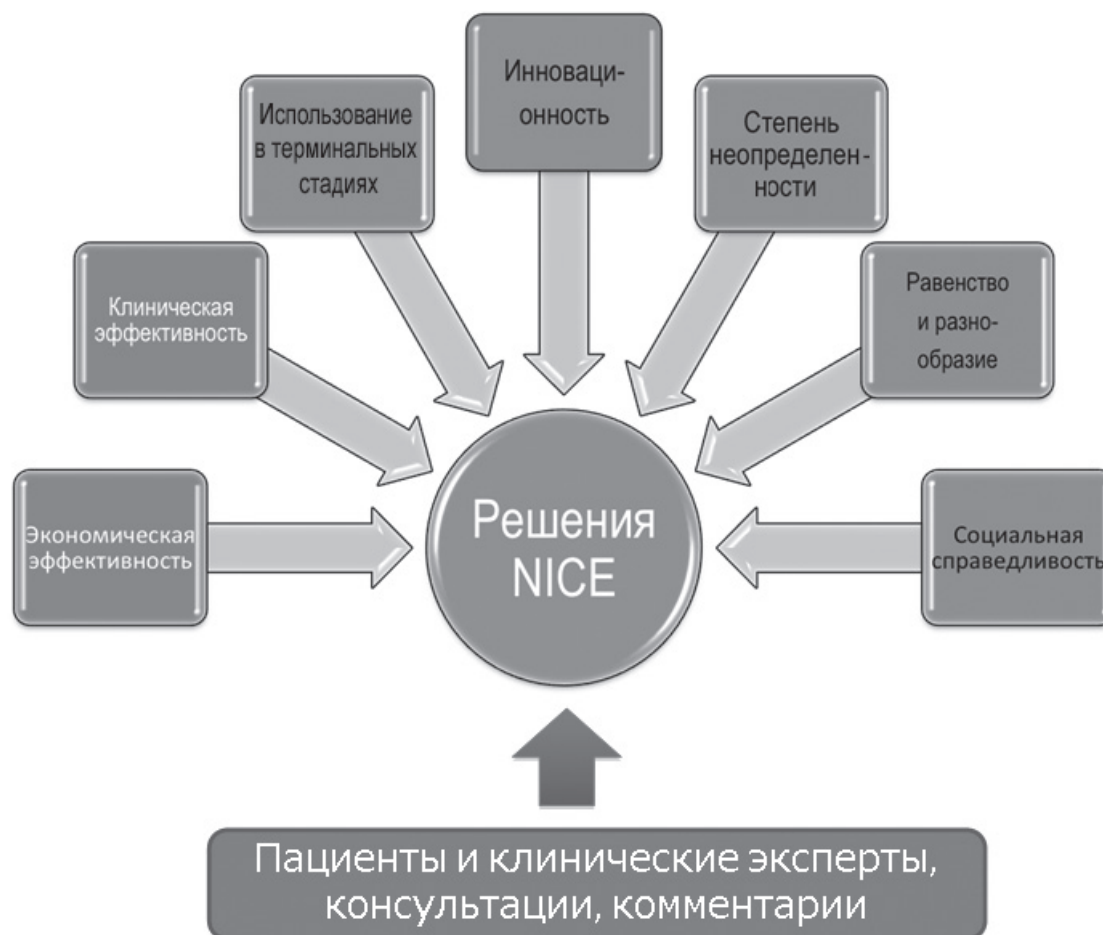 Инноваци-
онность
Использование
в терминальных
стадиях
Степень
неопределен-
ности
Клиническая
эффективность
Равенство
и разно-
образие
Экономическая
эффективность
Решения
NICE
Социальная
справедливость
Пациенты и клинические эксперты,
консультации, комментарии